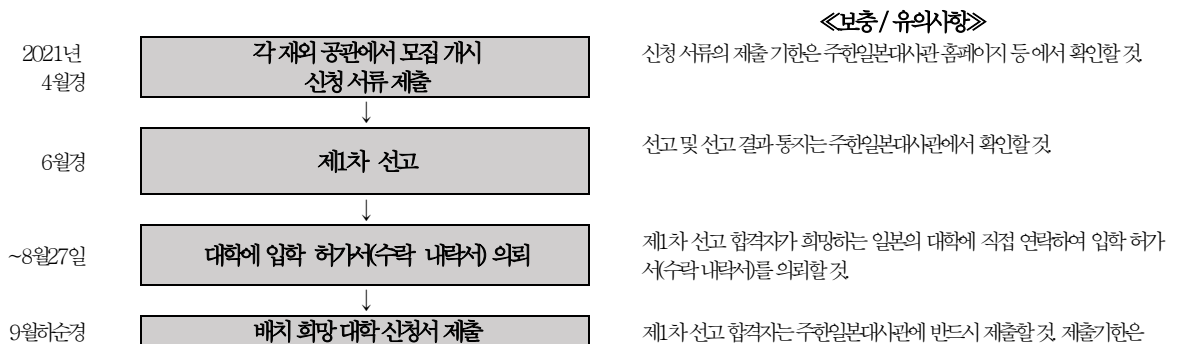 ≪보충 / 유의사항≫
2021년
4월경
각 재외 공관에서 모집 개시
신청 서류 제출
신청 서류의 제출 기한은 주한일본대사관 홈페이지 등 에서 확인할 것.
↓
6월경
제1차 선고
선고 및 선고 결과 통지는 주한일본대사관에서 확인할 것.
↓
~8월27일
대학에 입학 허가서(수락 내락서) 의뢰
제1차 선고 합격자가 희망하는 일본의 대학에 직접 연락하여 입학 허가
서(수락 내락서)를 의뢰할 것.
↓
9월하순경
배치 희망 대학 신청서 제출
제1차 선고 합격자는 주한일본대사관에 반드시 제출할 것. 제출기한은